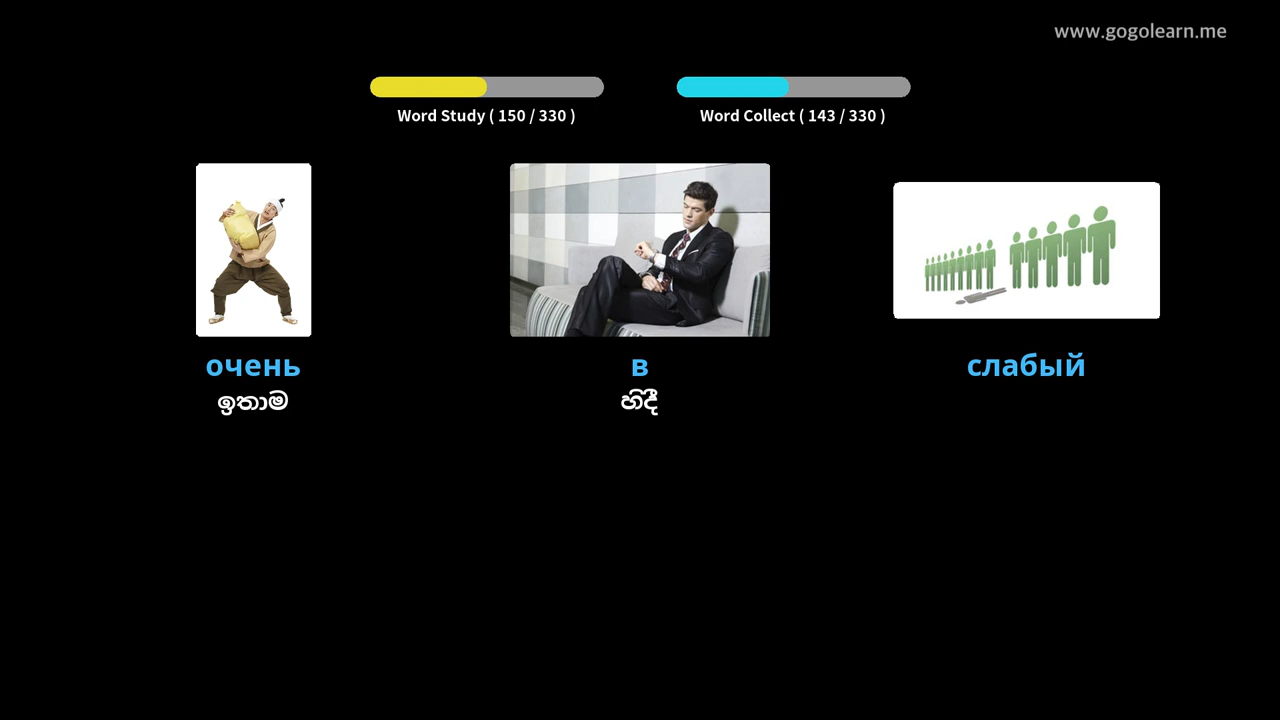 www.gogolearn.me
Word Study ( 150 / 330 )
Word Collect ( 143 / 330 )
очень
в
слабый
ඉතාම
හිදී